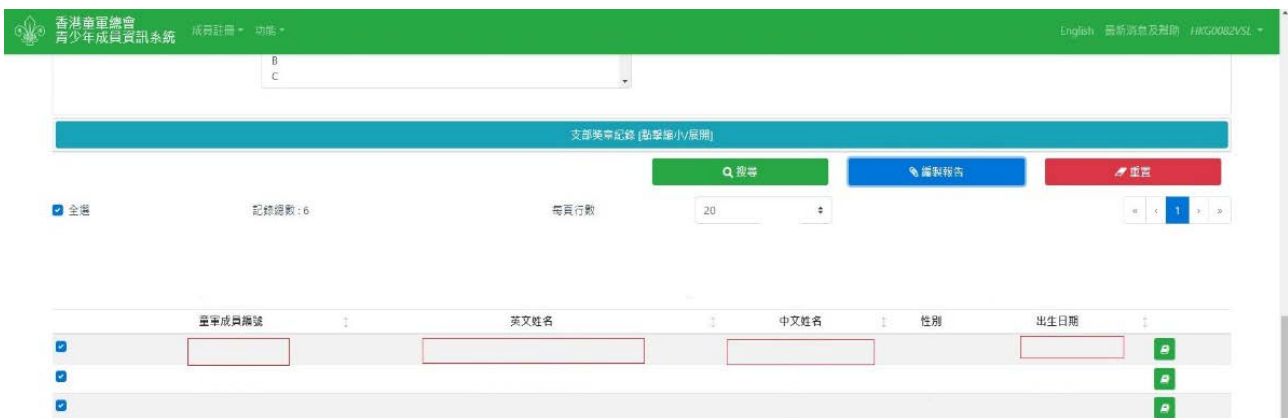 香港童軍總會
青少年成員資訊系統
成員註冊
功能
English
最新消息及幫助
HKG0082VSL
B
C
支部獎章記錄 [點擊縮小/展開]
搜尋
編製報告
重置
全選
記錄總數 : 6
每頁行數
20
« ‹ 1 › »
童軍成員編號
英文姓名
中文姓名
性別
出生日期